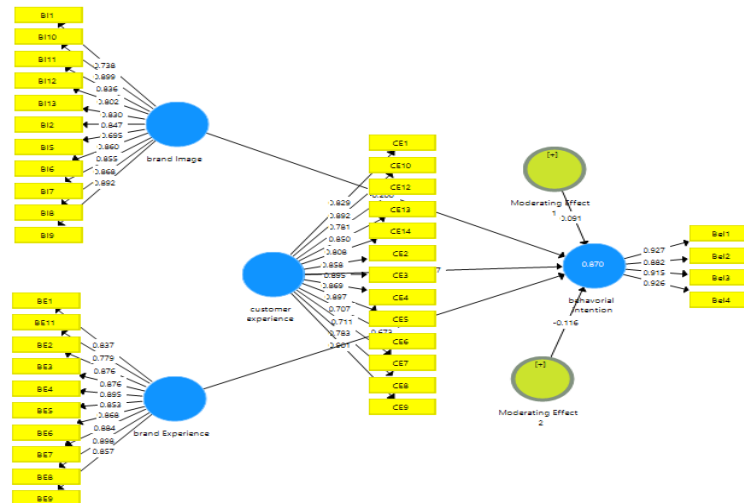 BI1
BI10
BI11
BI12
BI13
BI2
BI5
BI6
BI7
BI8
BI9
0.738
0.899
0.836
0.802
0.830
0.847
0.695
0.860
0.855
0.868
0.892
brand Image
BE1
BE11
BE2
BE3
BE4
BE5
BE6
BE7
BE8
BE9
0.837
0.779
0.876
0.876
0.895
0.853
0.868
0.884
0.898
0.857
brand Experience
customer
experience
0.829
0.892
0.781
0.850
0.808
0.858
0.895
0.869
0.897
0.707
0.711
0.783
0.801
CE1
CE10
CE12
CE13
CE14
CE2
CE3
CE4
CE5
CE6
CE7
CE8
CE9
0.673
[+]
Moderating Effect
1
0.091
0.870
behavorial
intention
-0.116
[+]
Moderating Effect
2
0.927
0.882
0.915
0.926
BeI1
BeI2
BeI3
BeI4